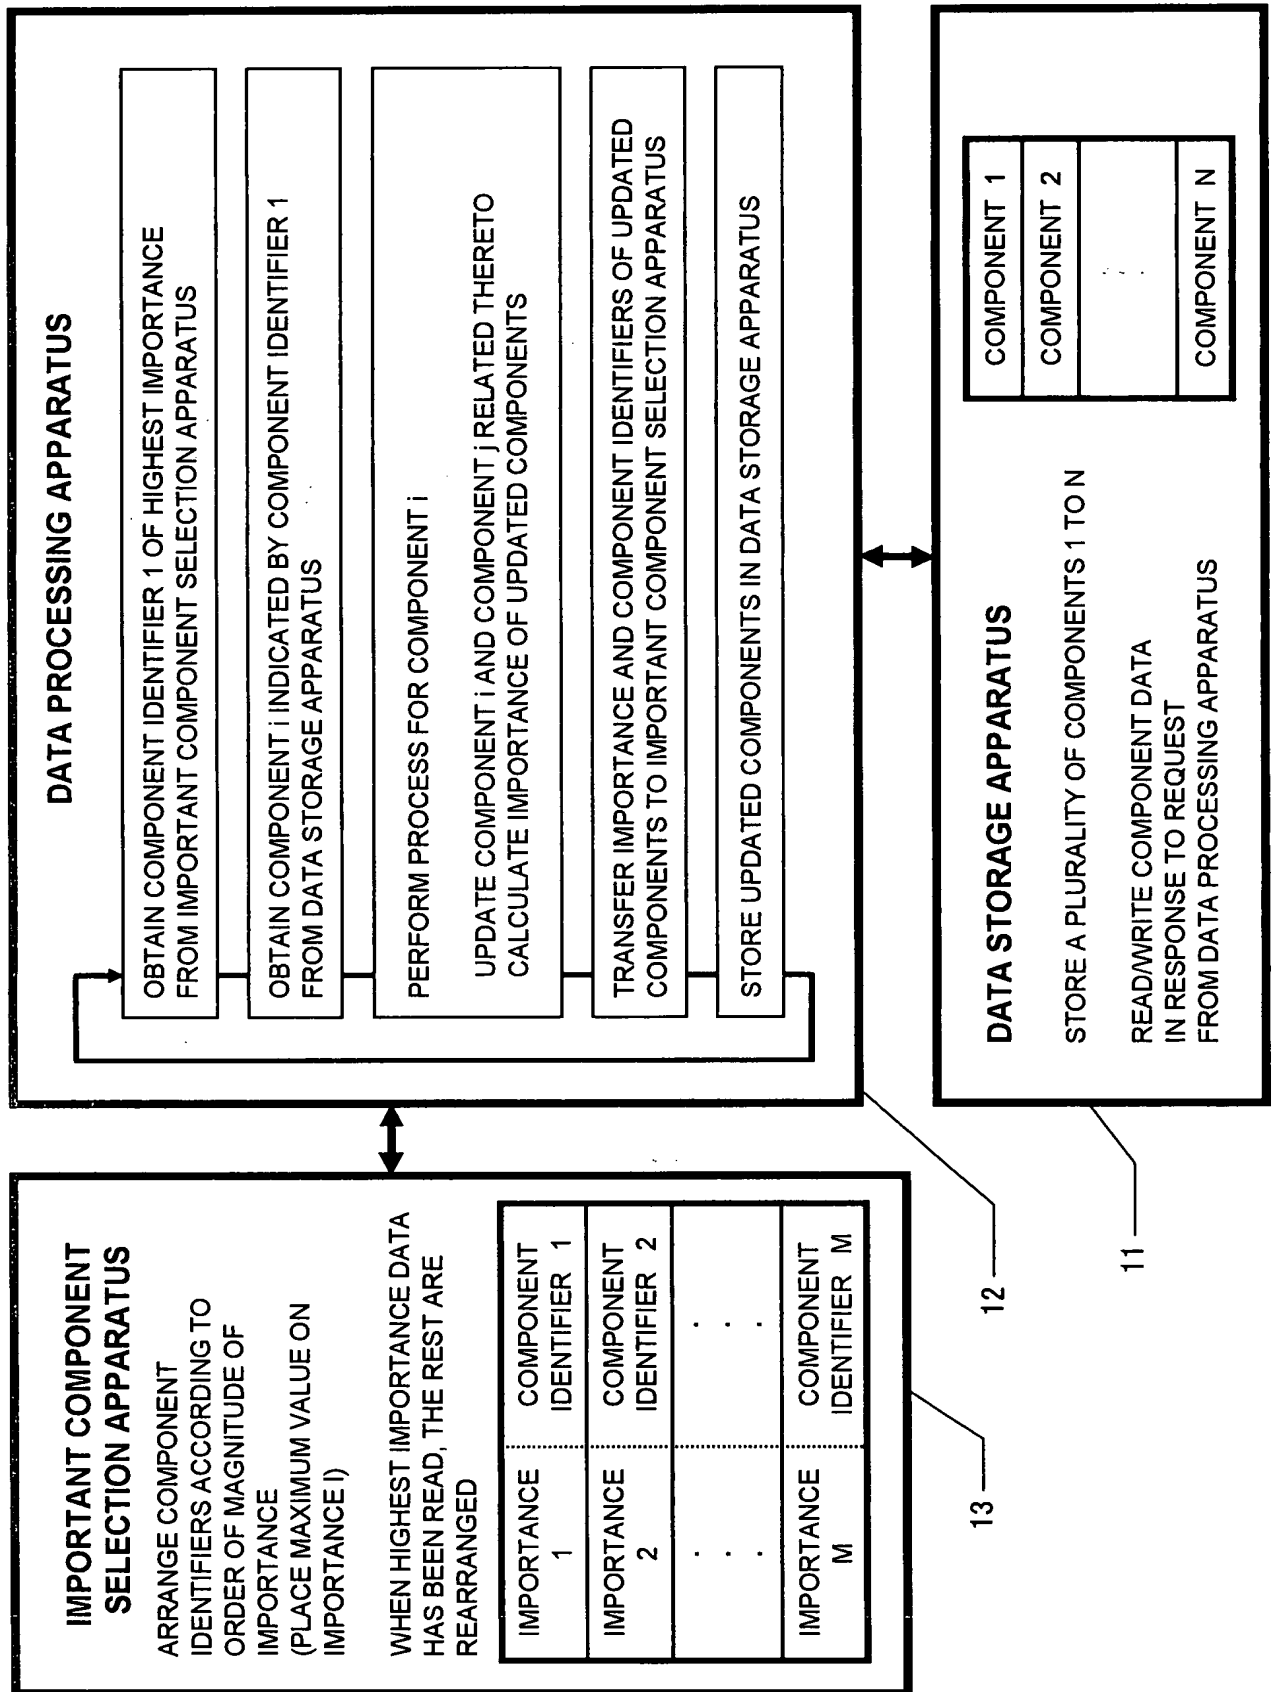 IMPORTANT COMPONENT
SELECTION APPARATUS
ARRANGE COMPONENT
IDENTIFIERS ACCORDING TO
ORDER OF MAGNITUDE OF
IMPORTANCE
(PLACE MAXIMUM VALUE ON
IMPORTANCE I)
WHEN HIGHEST IMPORTANCE DATA
HAS BEEN READ, THE REST ARE
REARRANGED
IMPORTANCE
1
COMPONENT
IDENTIFIER 1
IMPORTANCE
2
COMPONENT
IDENTIFIER 2
. . .
. . .
IMPORTANCE
M
COMPONENT
IDENTIFIER M
13
DATA PROCESSING APPARATUS
OBTAIN COMPONENT IDENTIFIER 1 OF HIGHEST IMPORTANCE
FROM IMPORTANT COMPONENT SELECTION APPARATUS
OBTAIN COMPONENT i INDICATED BY COMPONENT IDENTIFIER 1
FROM DATA STORAGE APPARATUS
PERFORM PROCESS FOR COMPONENT i
UPDATE COMPONENT i AND COMPONENT j RELATED THERETO
CALCULATE IMPORTANCE OF UPDATED COMPONENTS
TRANSFER IMPORTANCE AND COMPONENT IDENTIFIERS OF UPDATED
COMPONENTS TO IMPORTANT COMPONENT SELECTION APPARATUS
STORE UPDATED COMPONENTS IN DATA STORAGE APPARATUS
12
DATA STORAGE APPARATUS
STORE A PLURALITY OF COMPONENTS 1 TO N
READ/WRITE COMPONENT DATA
IN RESPONSE TO REQUEST
FROM DATA PROCESSING APPARATUS
COMPONENT 1
COMPONENT 2
. . .
COMPONENT N
11